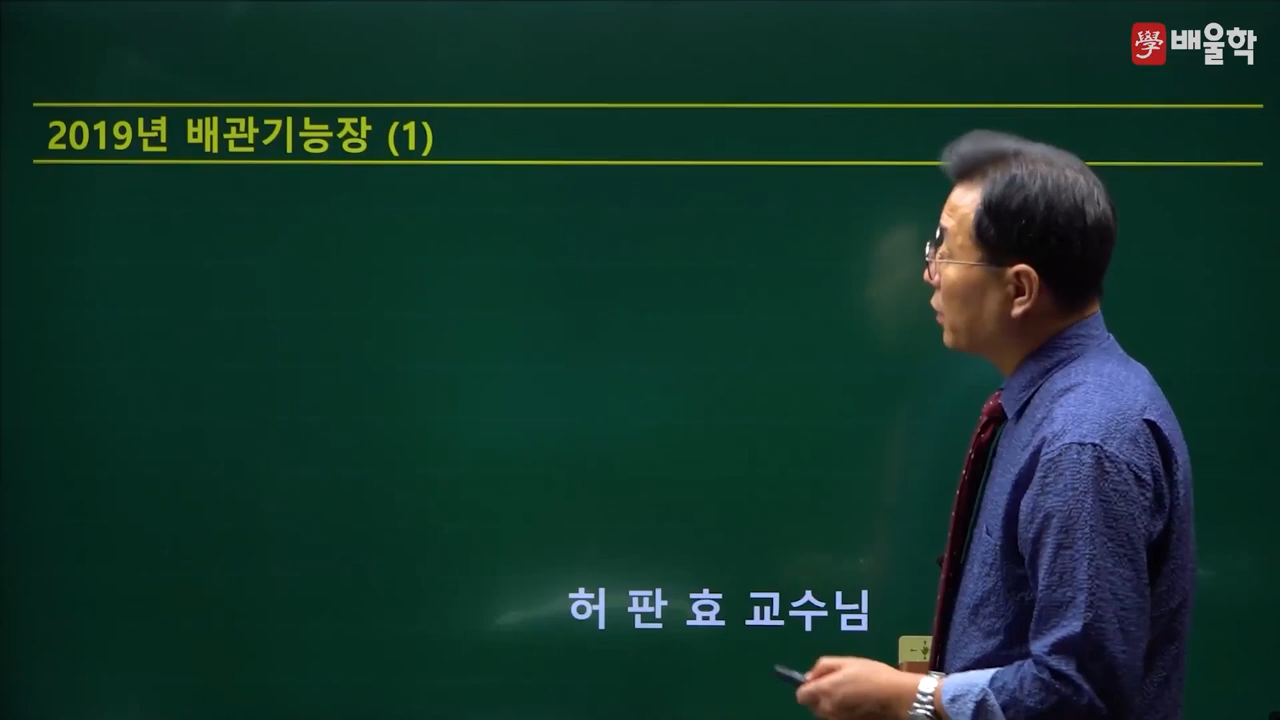 學 배울학
2019년 배관기능장 (1)
허 판 효 교수님